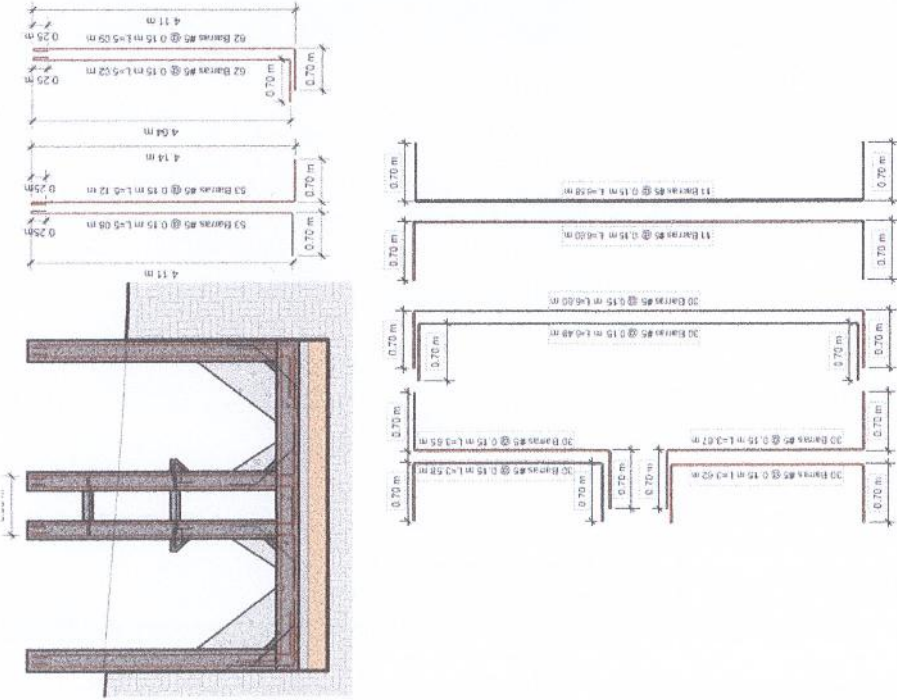 4.11 m
62 Barras #5 @ 0.15 m L=5.09 m
0.25 m
62 Barras #5 @ 0.15 m L=5.02 m
0.25 m
0.70 m
0.70 m
4.04 m
4.14 m
53 Barras #5 @ 0.15 m L=5.12 m
0.25m
53 Barras #5 @ 0.15 m L=5.08 m
0.25m
0.70 m
0.70 m
4.11 m
0.70 m
11 Barras #5 @ 0.15 m L=6.58 m
0.70 m
0.70 m
11 Barras #5 @ 0.15 m L=6.60 m
0.70 m
0.70 m
30 Barras #5 @ 0.15 m L=6.60 m
0.70 m
0.70 m
30 Barras #5 @ 0.15 m L=6.48 m
0.70 m
0.70 m
30 Barras #5 @ 0.15 m L=3.65 m
0.70 m
30 Barras #5 @ 0.15 m L=3.67 m
0.70 m
0.70 m
30 Barras #5 @ 0.15 m L=3.58 m
0.70 m
30 Barras #5 @ 0.15 m L=3.62 m
0.70 m